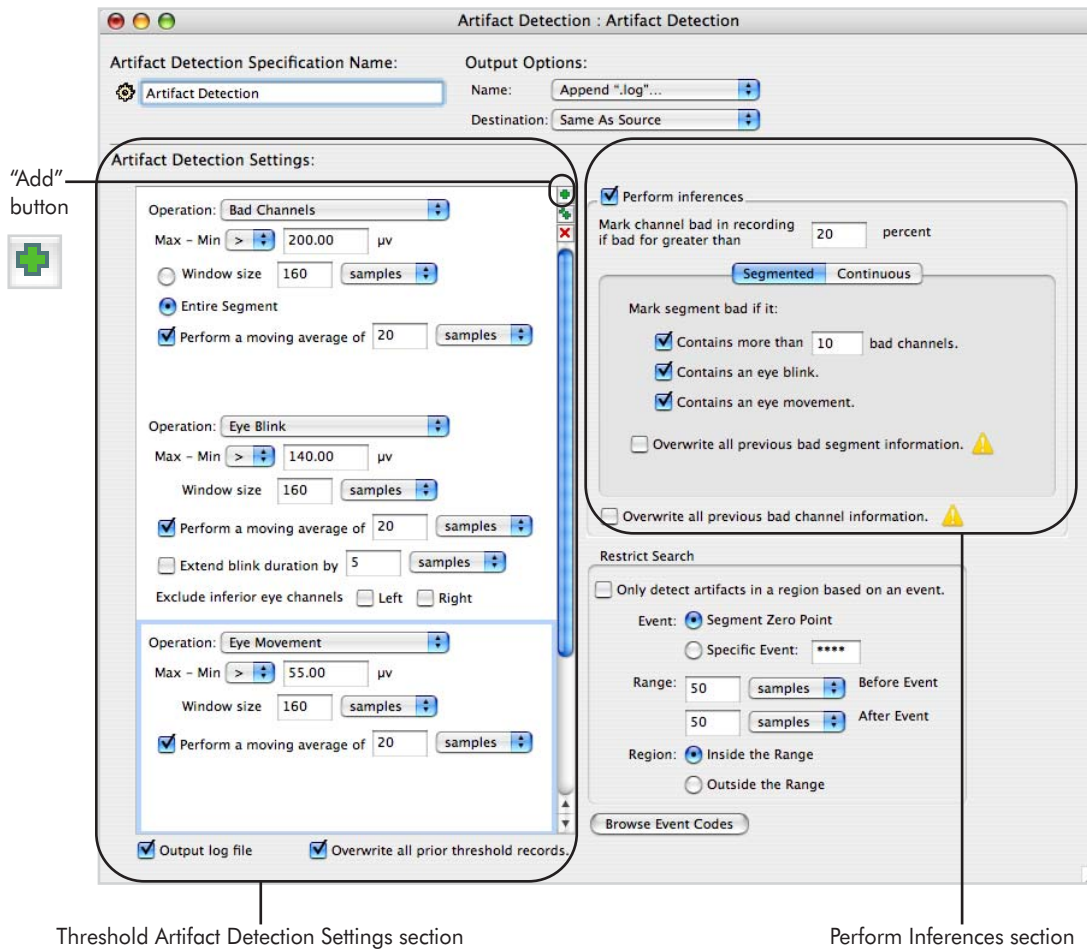 Artifact Detection : Artifact Detection
Artifact Detection Specification Name:
Artifact Detection
Output Options:
Name: Append ".log"...
Destination: Same As Source
"Add"
button
Artifact Detection Settings:
Operation: Bad Channels
Max – Min > 200.00 µv
Window size 160 samples
Entire Segment
Perform a moving average of 20 samples
Operation: Eye Blink
Max – Min > 140.00 µv
Window size 160 samples
Perform a moving average of 20 samples
Extend blink duration by 5 samples
Exclude inferior eye channels Left Right
Operation: Eye Movement
Max – Min > 55.00 µv
Window size 160 samples
Perform a moving average of 20 samples
Output log file Overwrite all prior threshold records.
Perform inferences
Mark channel bad in recording
if bad for greater than 20 percent
Segmented Continuous
Mark segment bad if it:
Contains more than 10 bad channels.
Contains an eye blink.
Contains an eye movement.
Overwrite all previous bad segment information.
Overwrite all previous bad channel information.
Restrict Search
Only detect artifacts in a region based on an event.
Event: Segment Zero Point
Specific Event: ****
Range: 50 samples Before Event
50 samples After Event
Region: Inside the Range
Outside the Range
Browse Event Codes
Threshold Artifact Detection Settings section
Perform Inferences section